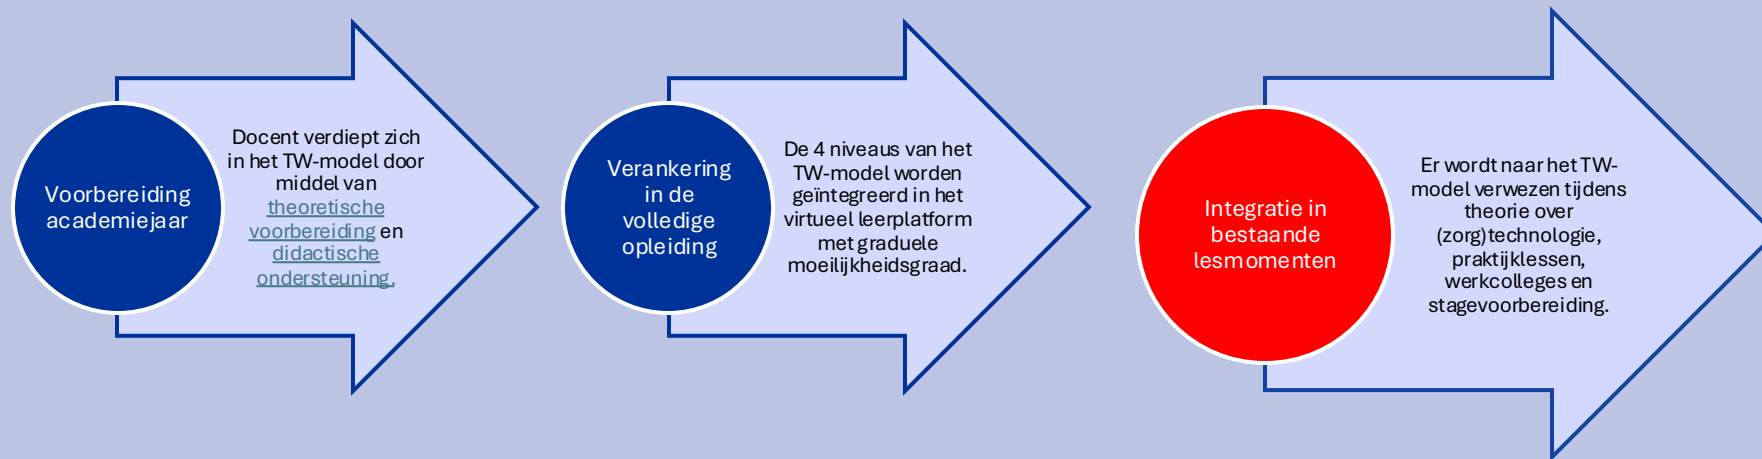 Voorbereiding
academiejaar
Docent verdiept zich
in het TW-model door
middel van
theoretische
voorbereiding en
didactische
ondersteuning.
Verankering
in de
volledige
opleiding
De 4 niveaus van het
TW-model worden
geïntegreerd in het
virtueel leerplatform
met graduele
moeilijkheidsgraad.
Integratie in
bestaande
lesmomenten
Er wordt naar het TW-
model verwezen tijdens
theorie over
(zorg)technologie,
praktijklessen,
werkcolleges en
stagevoorbereiding.